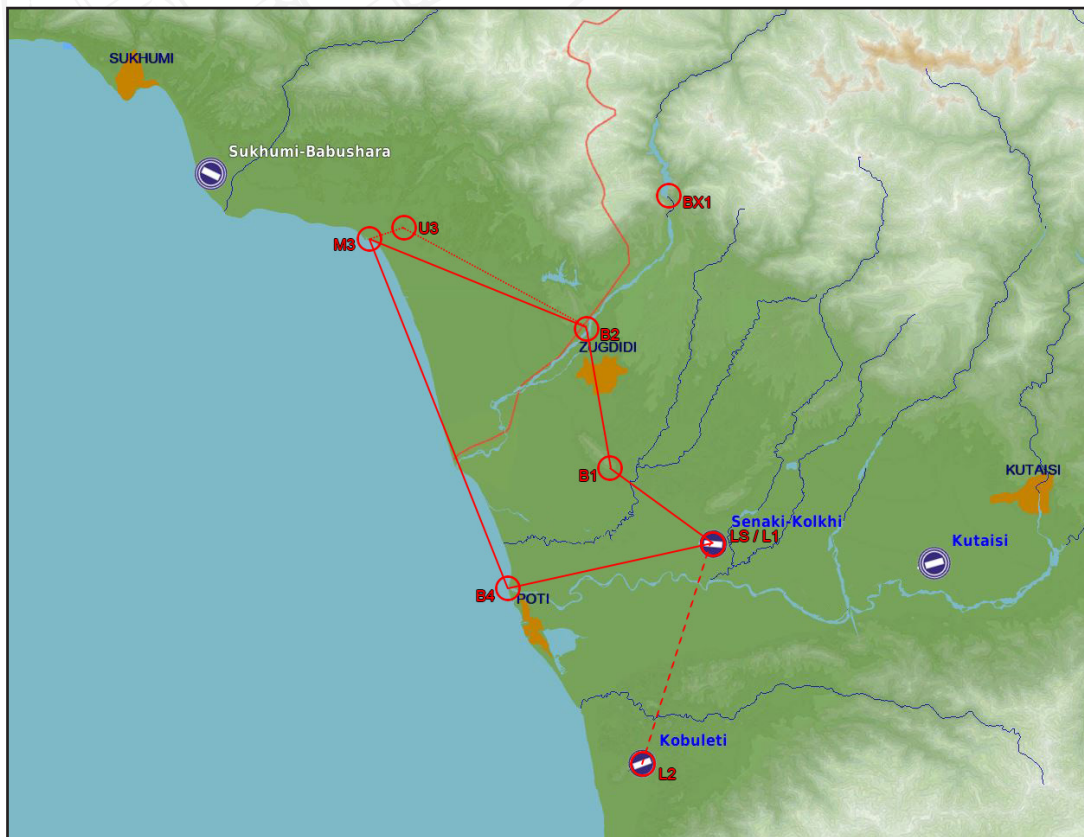 SUKHUMI
Sukhumi-Babushara
BX1
U3
M3
B2
ZUGDIDI
B1
KUTAISI
Senaki-Kolkhi
LS / L1
Kutaisi
B4
POTI
Kobuleti
L2